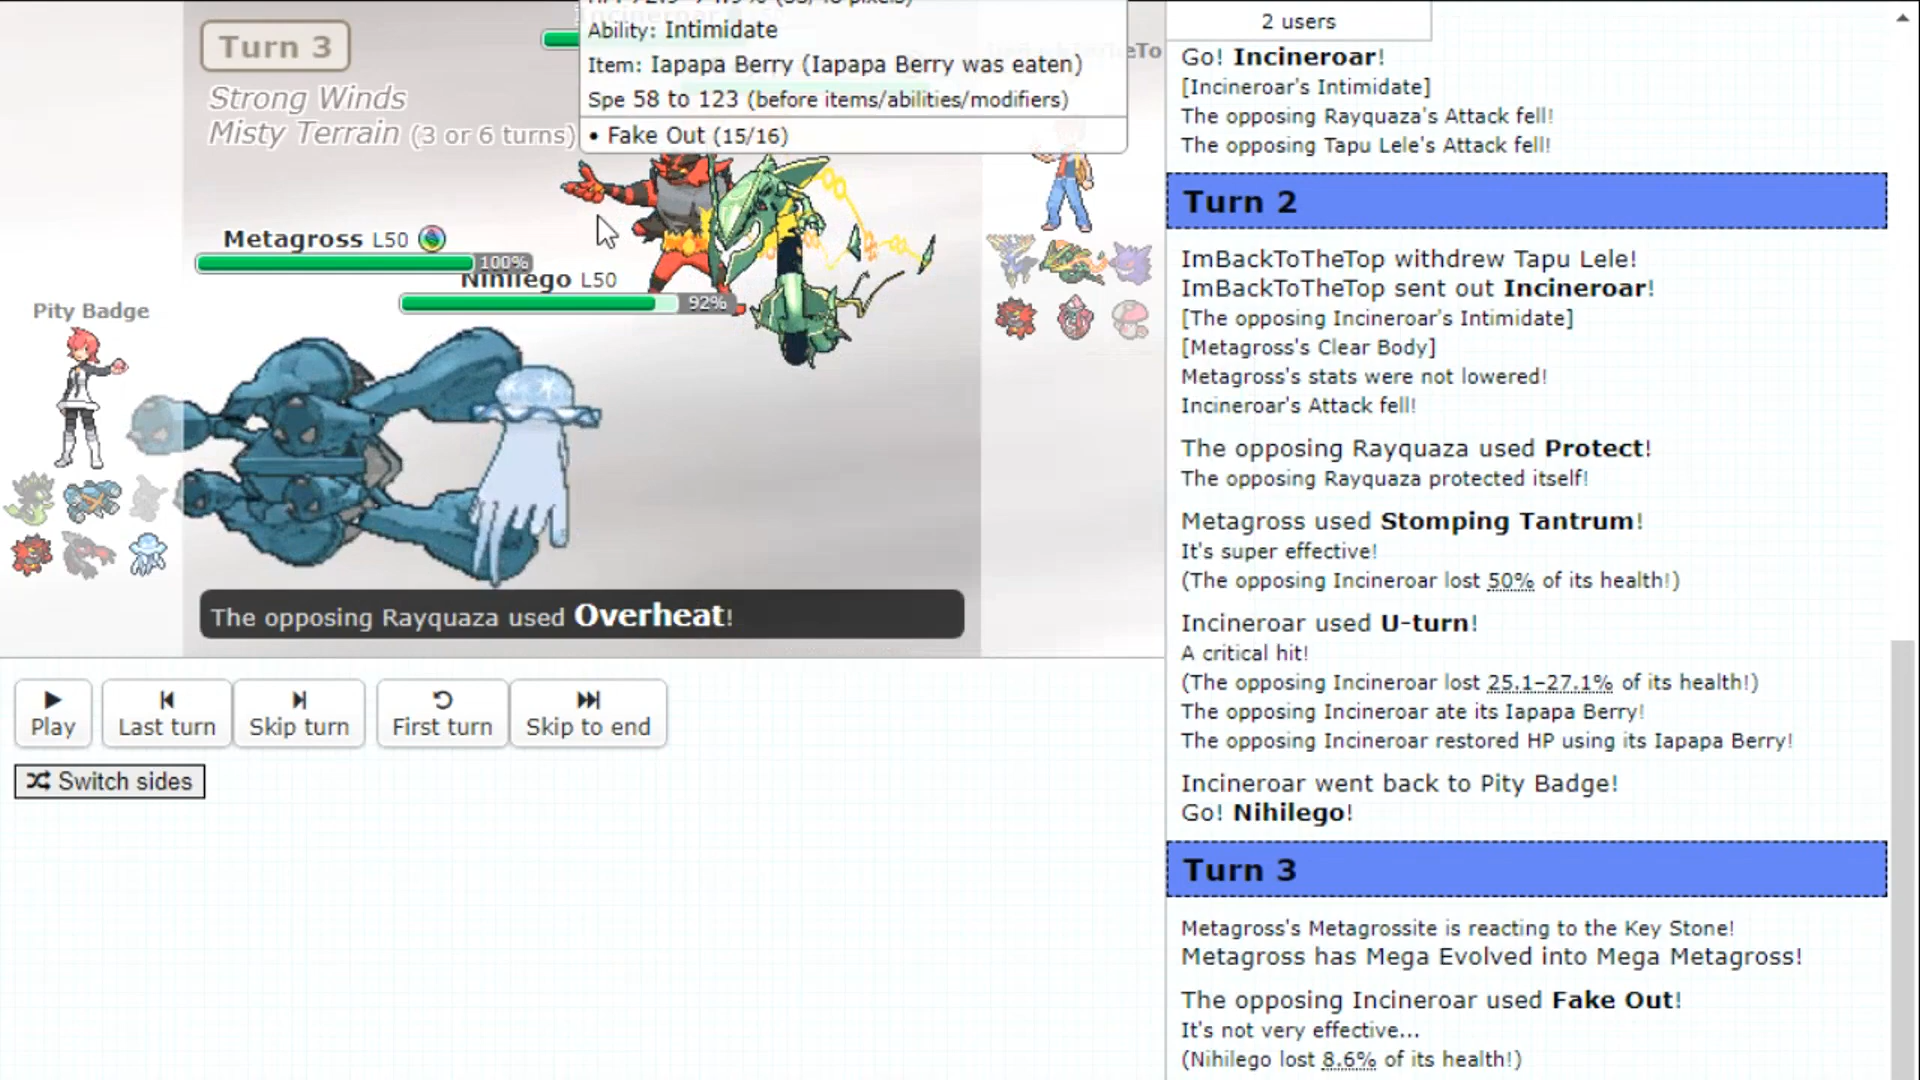 Turn 3
Strong Winds
Misty Terrain (3 or 6 turns)
Ability: Intimidate
Item: Iapapa Berry (Iapapa Berry was eaten)
Spe 58 to 123 (before items/abilities/modifiers)
• Fake Out (15/16)
Metagross L50
100%
Nihilego L50
92%
Pity Badge
The opposing Rayquaza used Overheat!
Play
Last turn
Skip turn
First turn
Skip to end
Switch sides
2 users
Go! Incineroar!
[Incineroar's Intimidate]
The opposing Rayquaza's Attack fell!
The opposing Tapu Lele's Attack fell!
Turn 2
ImBackToTheTop withdrew Tapu Lele!
ImBackToTheTop sent out Incineroar!
[The opposing Incineroar's Intimidate]
[Metagross's Clear Body]
Metagross's stats were not lowered!
Incineroar's Attack fell!
The opposing Rayquaza used Protect!
The opposing Rayquaza protected itself!
Metagross used Stomping Tantrum!
It's super effective!
(The opposing Incineroar lost 50% of its health!)
Incineroar used U-turn!
A critical hit!
(The opposing Incineroar lost 25.1–27.1% of its health!)
The opposing Incineroar ate its Iapapa Berry!
The opposing Incineroar restored HP using its Iapapa Berry!
Incineroar went back to Pity Badge!
Go! Nihilego!
Turn 3
Metagross's Metagrossite is reacting to the Key Stone!
Metagross has Mega Evolved into Mega Metagross!
The opposing Incineroar used Fake Out!
It's not very effective...
(Nihilego lost 8.6% of its health!)